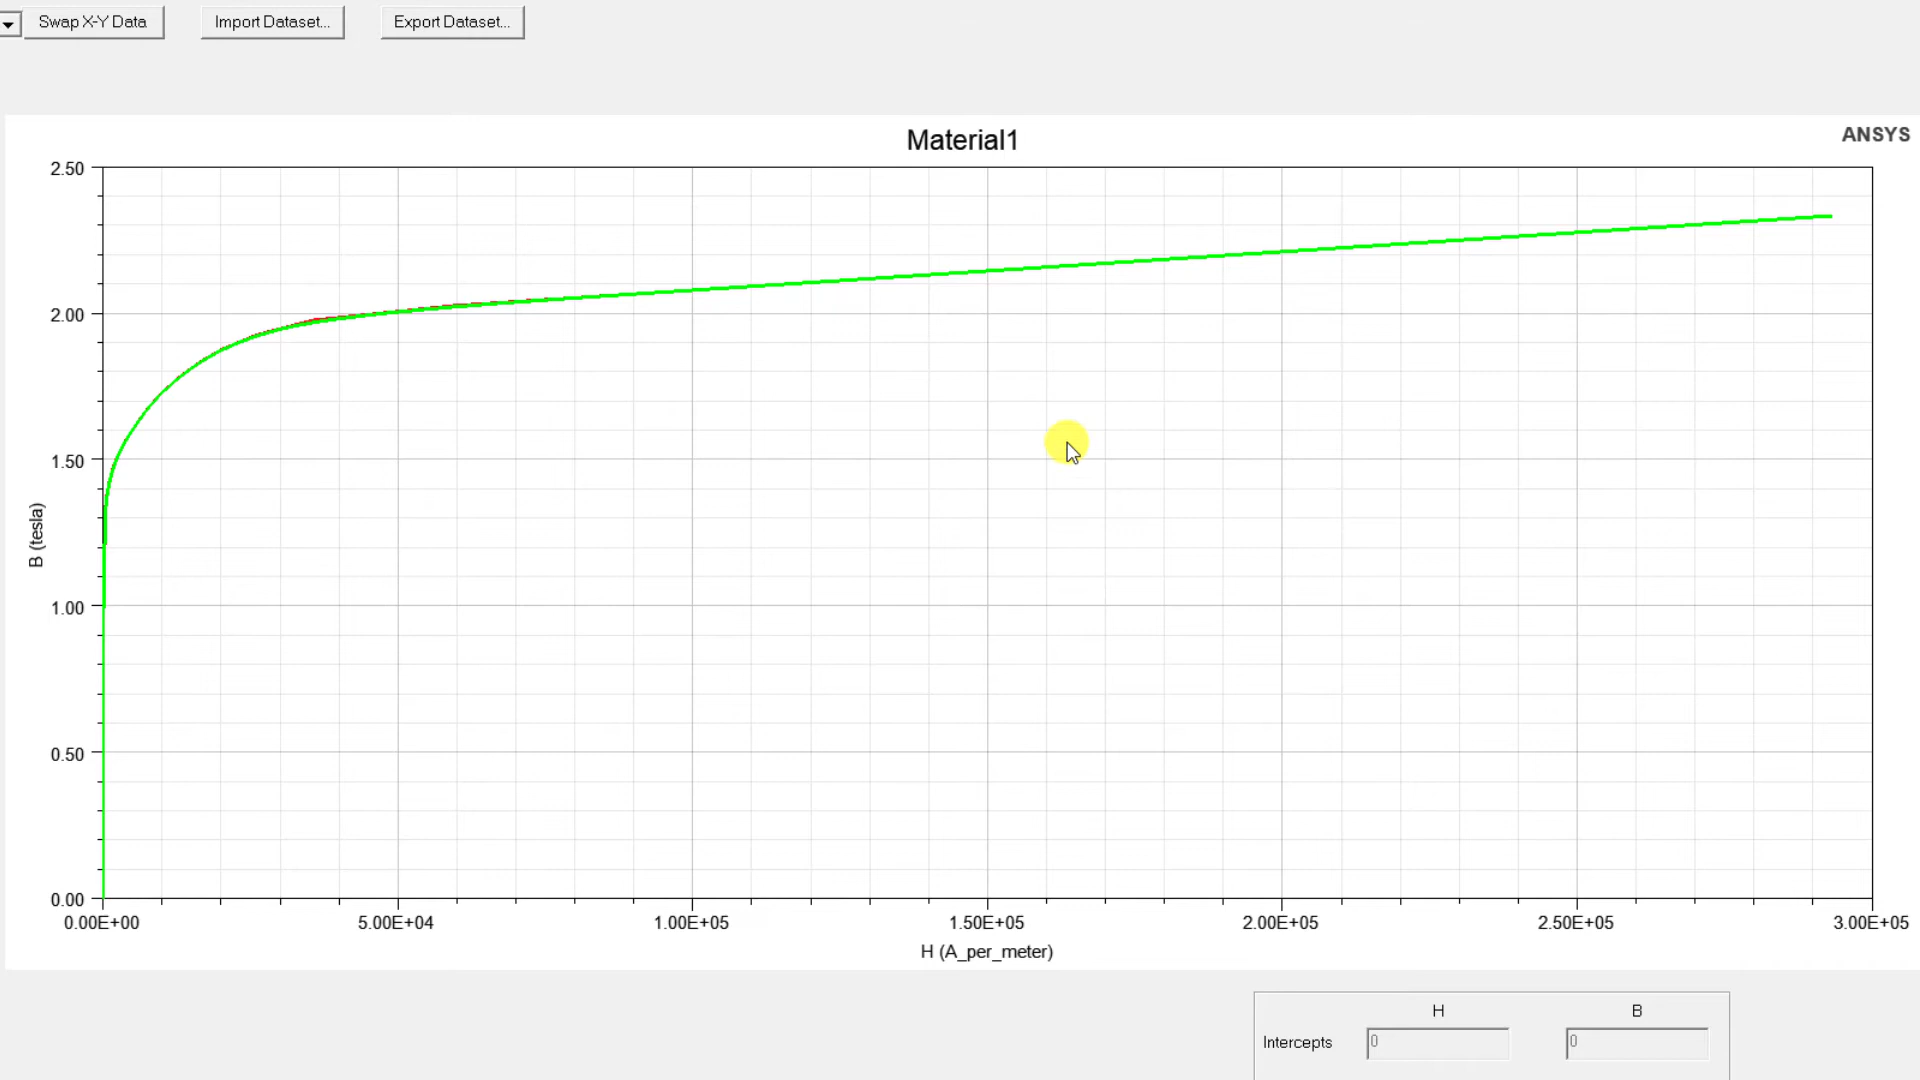 Swap X-Y Data Import Dataset... Export Dataset...
Material1
ANSYS
2.50
2.00
1.50
1.00
0.50
0.00
B (tesla)
0.00E+00 5.00E+04 1.00E+05 1.50E+05 2.00E+05 2.50E+05 3.00E+05
H (A_per_meter)
H B
Intercepts 0 0